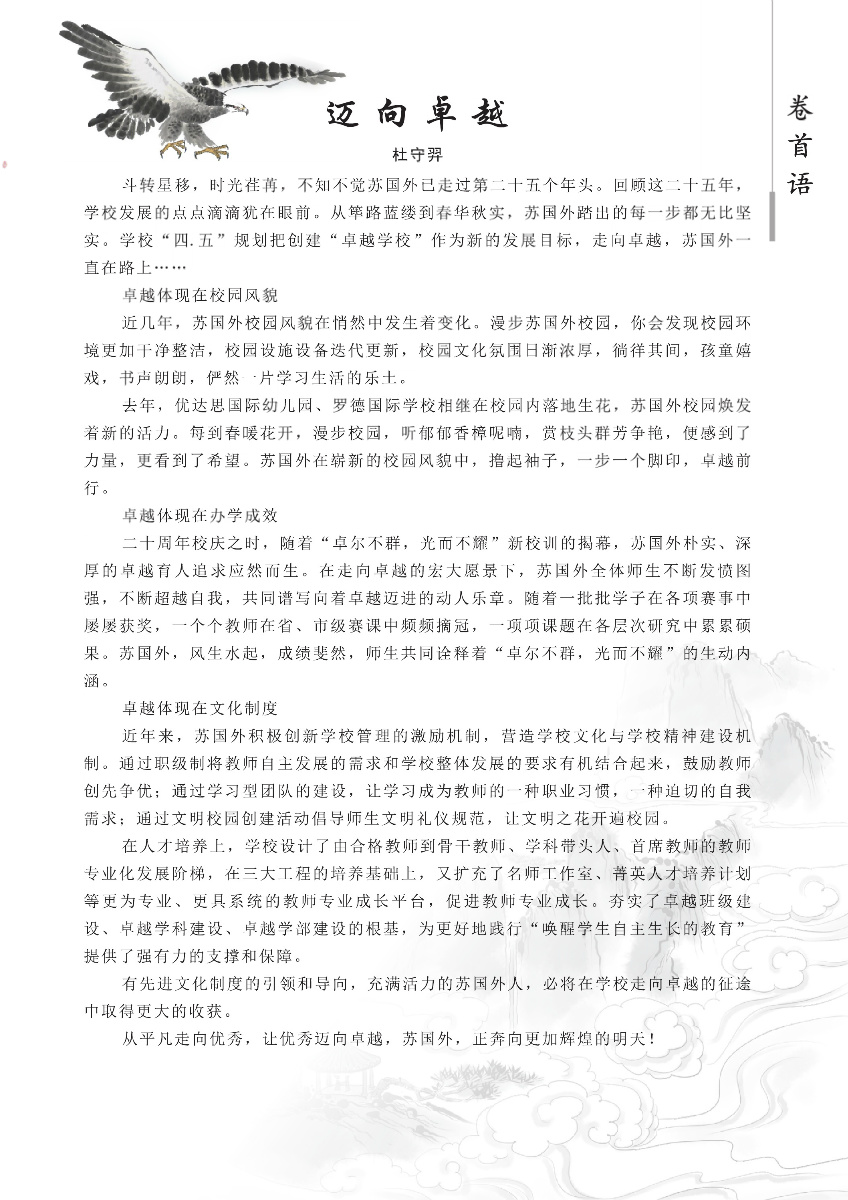 迈向卓越
卷首语
杜守羿
斗转星移，时光荏苒，不知不觉苏国外已走过第二十五个年头。回顾这二十五年，
学校发展的点点滴滴犹在眼前。从筚路蓝缕到春华秋实，苏国外踏出的每一步都无比坚
实。学校“四.五”规划把创建“卓越学校”作为新的发展目标，走向卓越，苏国外一
直在路上……
卓越体现在校园风貌
近几年，苏国外校园风貌在悄然中发生着变化。漫步苏国外校园，你会发现校园环
境更加干净整洁，校园设施设备迭代更新，校园文化氛围日渐浓厚，徜徉其间，孩童嬉
戏，书声朗朗，俨然一片学习生活的乐土。
去年，优达思国际幼儿园、罗德国际学校相继在校园内落地生花，苏国外校园焕发
着新的活力。每到春暖花开，漫步校园，听郁郁香樟呢喃，赏枝头群芳争艳，便感到了
力量，更看到了希望。苏国外在崭新的校园风貌中，撸起袖子，一步一个脚印，卓越前
行。
卓越体现在办学成效
二十周年校庆之时，随着“卓尔不群，光而不耀”新校训的揭幕，苏国外朴实、深
厚的卓越育人追求应然而生。在走向卓越的宏大愿景下，苏国外全体师生不断发愤图
强，不断超越自我，共同谱写向着卓越迈进的动人乐章。随着一批批学子在各项赛事中
屡屡获奖，一个个教师在省、市级赛课中频频摘冠，一项项课题在各层次研究中累累硕
果。苏国外，风生水起，成绩斐然，师生共同诠释着“卓尔不群，光而不耀”的生动内
涵。
卓越体现在文化制度
近年来，苏国外积极创新学校管理的激励机制，营造学校文化与学校精神建设机
制。通过职级制将教师自主发展的需求和学校整体发展的要求有机结合起来，鼓励教师
创先争优；通过学习型团队的建设，让学习成为教师的一种职业习惯，一种迫切的自我
需求；通过文明校园创建活动倡导师生文明礼仪规范，让文明之花开遍校园。
在人才培养上，学校设计了由合格教师到骨干教师、学科带头人、首席教师的教师
专业化发展阶梯，在三大工程的培养基础上，又扩充了名师工作室、菁英人才培养计划
等更为专业、更具系统的教师专业成长平台，促进教师专业成长。夯实了卓越班级建
设、卓越学科建设、卓越学部建设的根基，为更好地践行“唤醒学生自主生长的教育”
提供了强有力的支撑和保障。
有先进文化制度的引领和导向，充满活力的苏国外人，必将在学校走向卓越的征途
中取得更大的收获。
从平凡走向优秀，让优秀迈向卓越，苏国外，正奔向更加辉煌的明天！